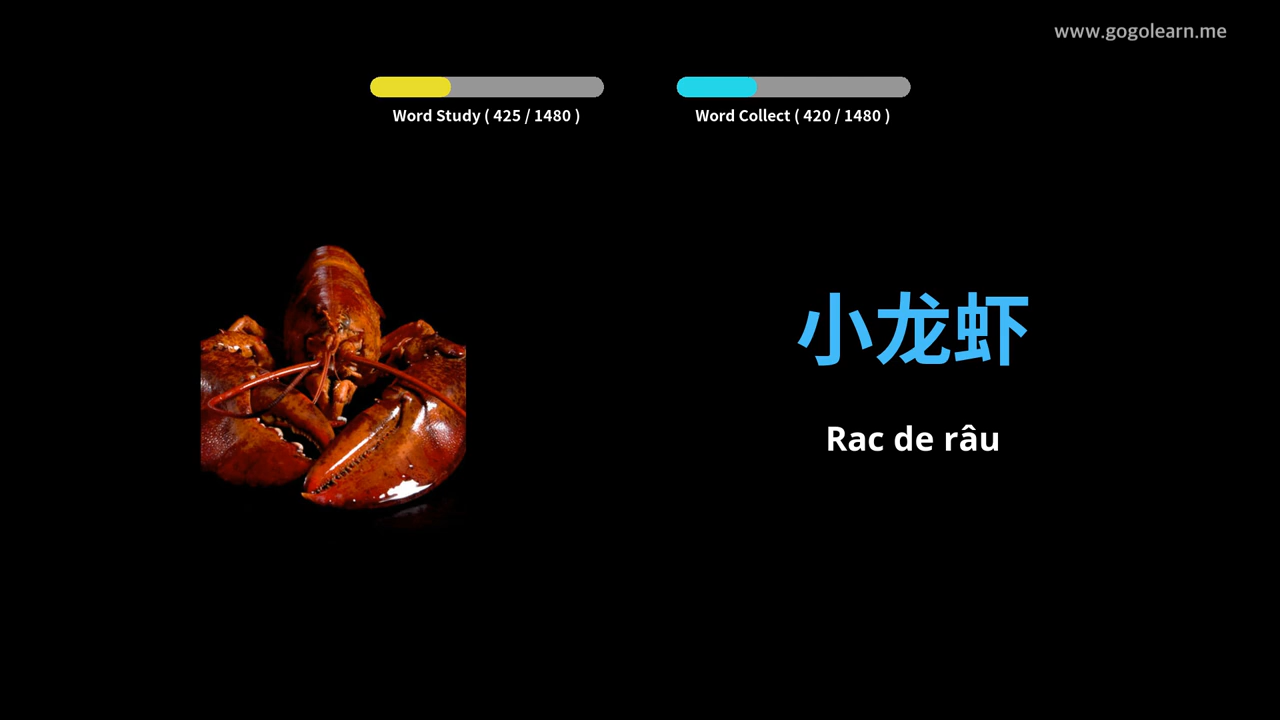 www.gogolearn.me
Word Study ( 425 / 1480 )
Word Collect ( 420 / 1480 )
小龙虾
Rac de râu